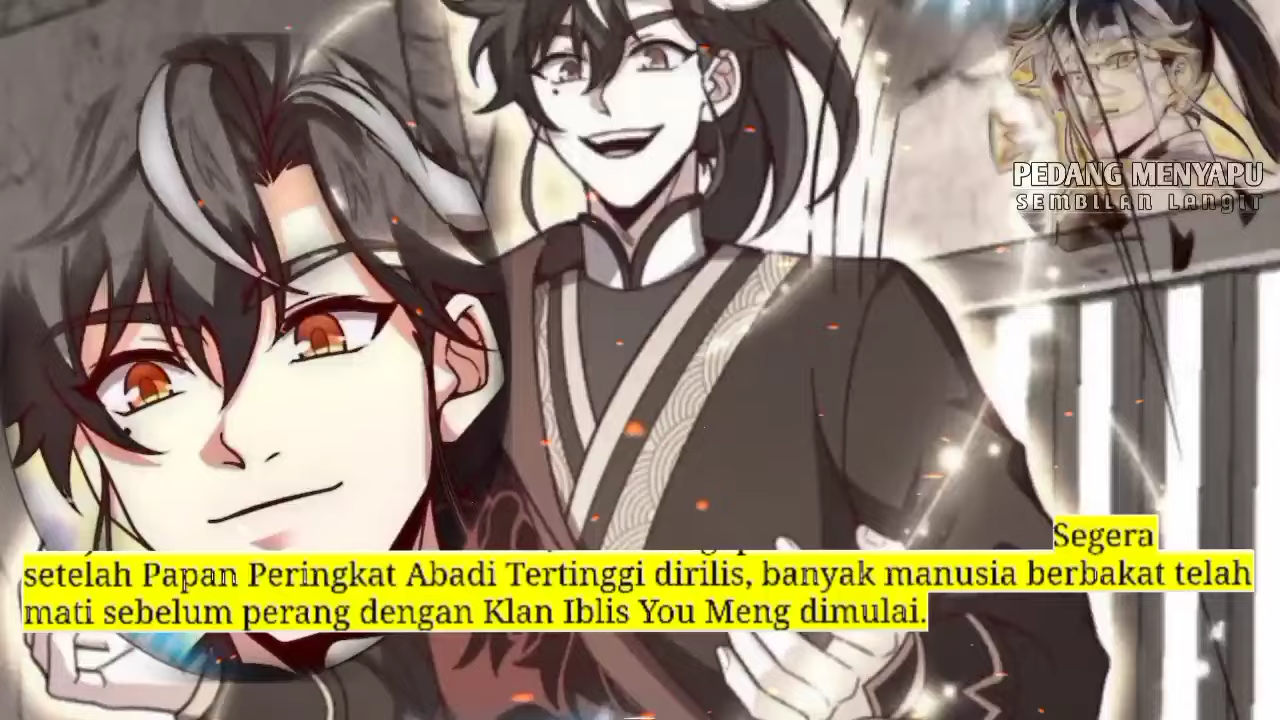 PEDANG MENYAPU
SEMBILAN LANGIT
Segera
setelah Papan Peringkat Abadi Tertinggi dirilis, banyak manusia berbakat telah
mati sebelum perang dengan Klan Iblis You Meng dimulai.